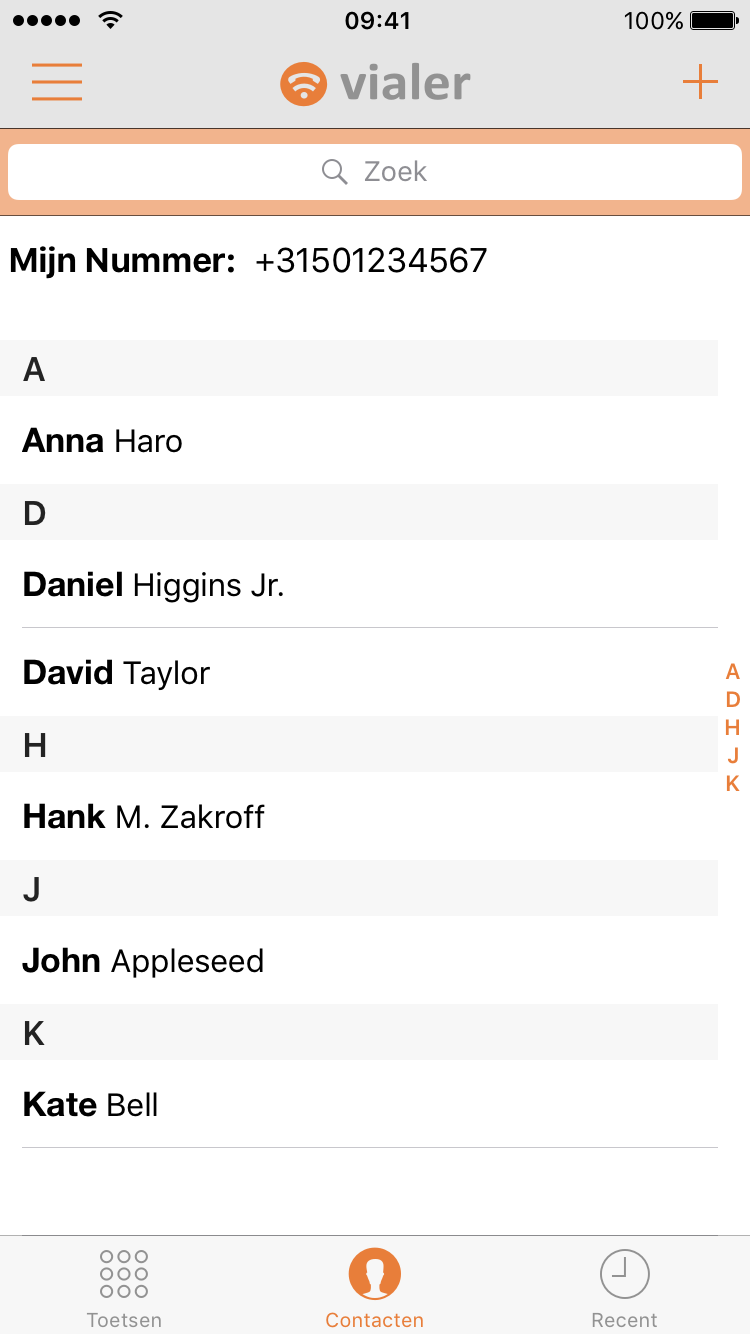 09:41 100%
vialer
Zoek
Mijn Nummer: +31501234567
A
Anna Haro
D
Daniel Higgins Jr.
David Taylor
H
Hank M. Zakroff
J
John Appleseed
K
Kate Bell
A
D
H
J
K
Toetsen Contacten Recent